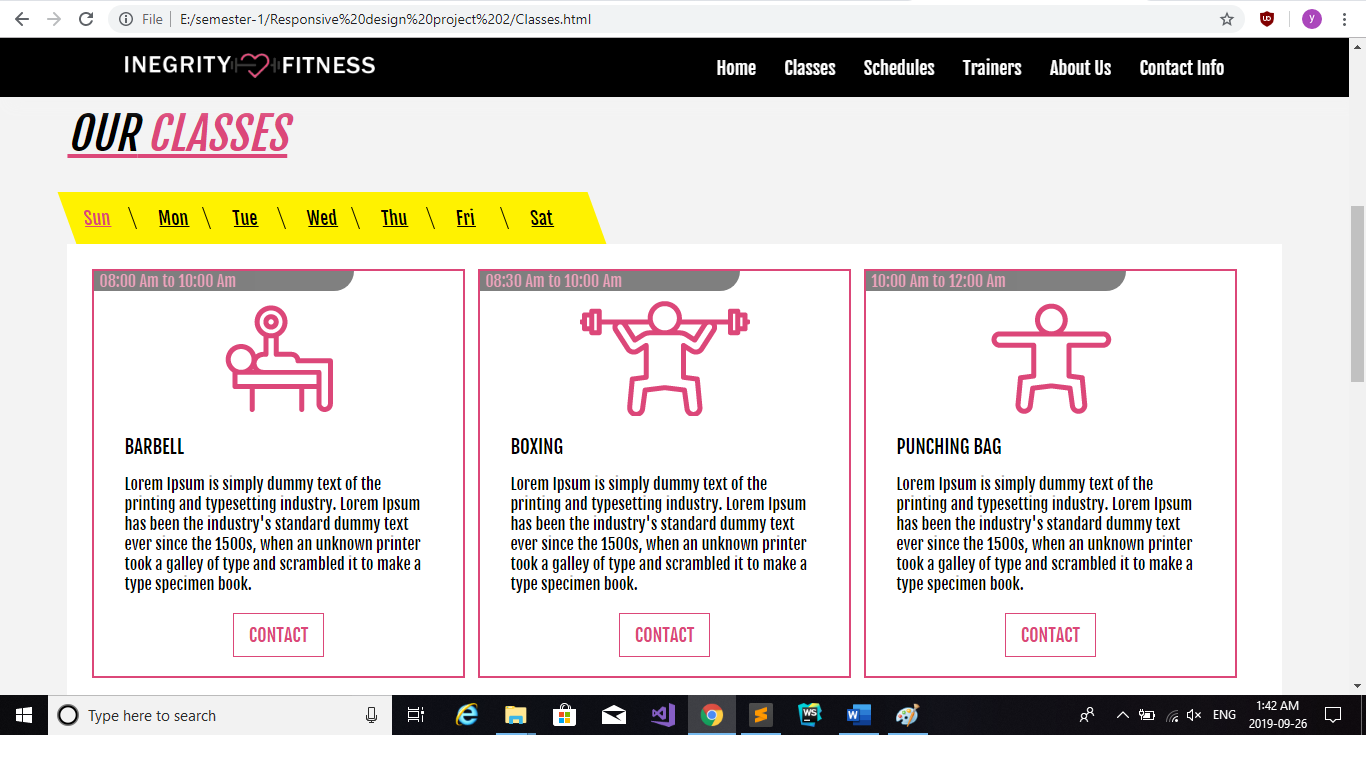 File E:/semester-1/Responsive%20design%20project%202/Classes.html
y
INEGRITY FITNESS
Home Classes Schedules Trainers About Us Contact Info
OUR CLASSES
Sun \ Mon \ Tue \ Wed \ Thu \ Fri \ Sat
08:00 Am to 10:00 Am
BARBELL
Lorem Ipsum is simply dummy text of the
printing and typesetting industry. Lorem Ipsum
has been the industry's standard dummy text
ever since the 1500s, when an unknown printer
took a galley of type and scrambled it to make a
type specimen book.
CONTACT
08:30 Am to 10:00 Am
BOXING
Lorem Ipsum is simply dummy text of the
printing and typesetting industry. Lorem Ipsum
has been the industry's standard dummy text
ever since the 1500s, when an unknown printer
took a galley of type and scrambled it to make a
type specimen book.
CONTACT
10:00 Am to 12:00 Am
PUNCHING BAG
Lorem Ipsum is simply dummy text of the
printing and typesetting industry. Lorem Ipsum
has been the industry's standard dummy text
ever since the 1500s, when an unknown printer
took a galley of type and scrambled it to make a
type specimen book.
CONTACT
Type here to search
WS
ENG
1:42 AM
2019-09-26